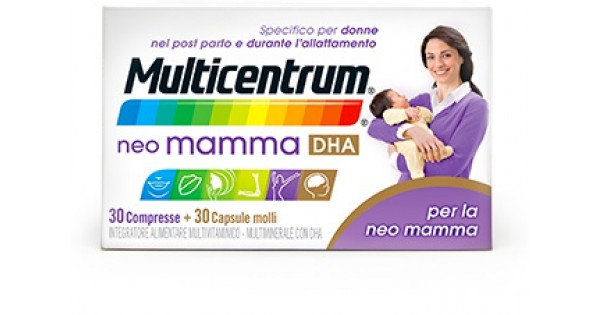 Specifico per donne
nel post parto e durante l'allattamento
Multicentrum®
®
neo mamma DHA
30 Compresse + 30 Capsule molli
INTEGRATORE ALIMENTARE MULTIVITAMINICO - MULTIMINERALE CON DHA
per la
neo mamma